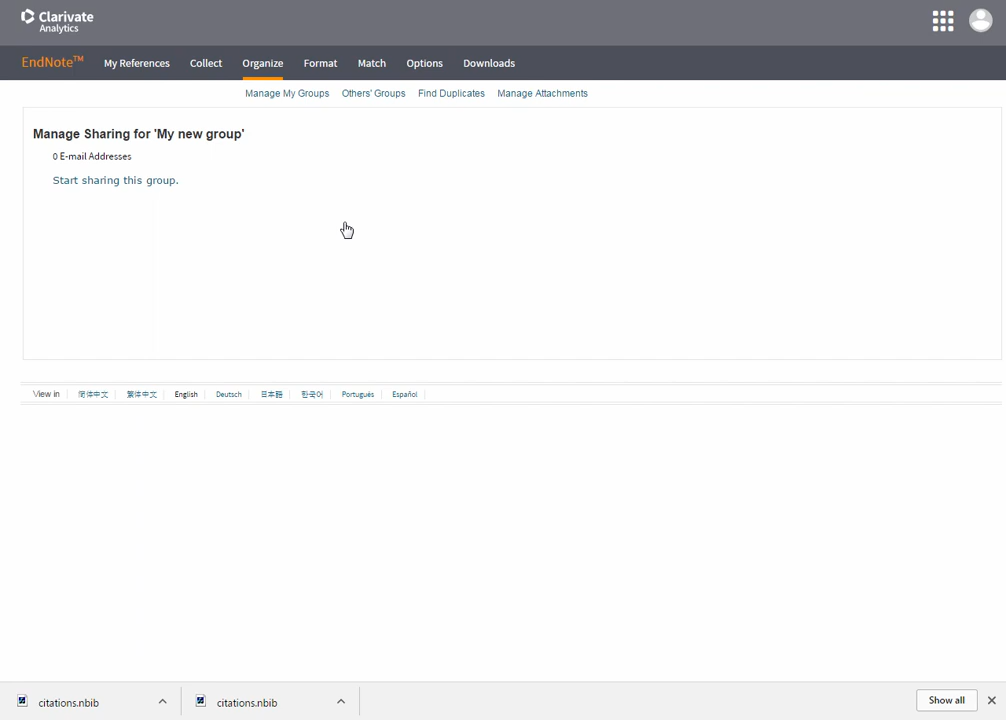 Clarivate
Analytics
EndNote™ My References Collect Organize Format Match Options Downloads
Manage My Groups Others' Groups Find Duplicates Manage Attachments
Manage Sharing for 'My new group'
0 E-mail Addresses
Start sharing this group.
View in 简体中文 繁体中文 English Deutsch 日本語 한국어 Português Español
citations.nbib citations.nbib Show all